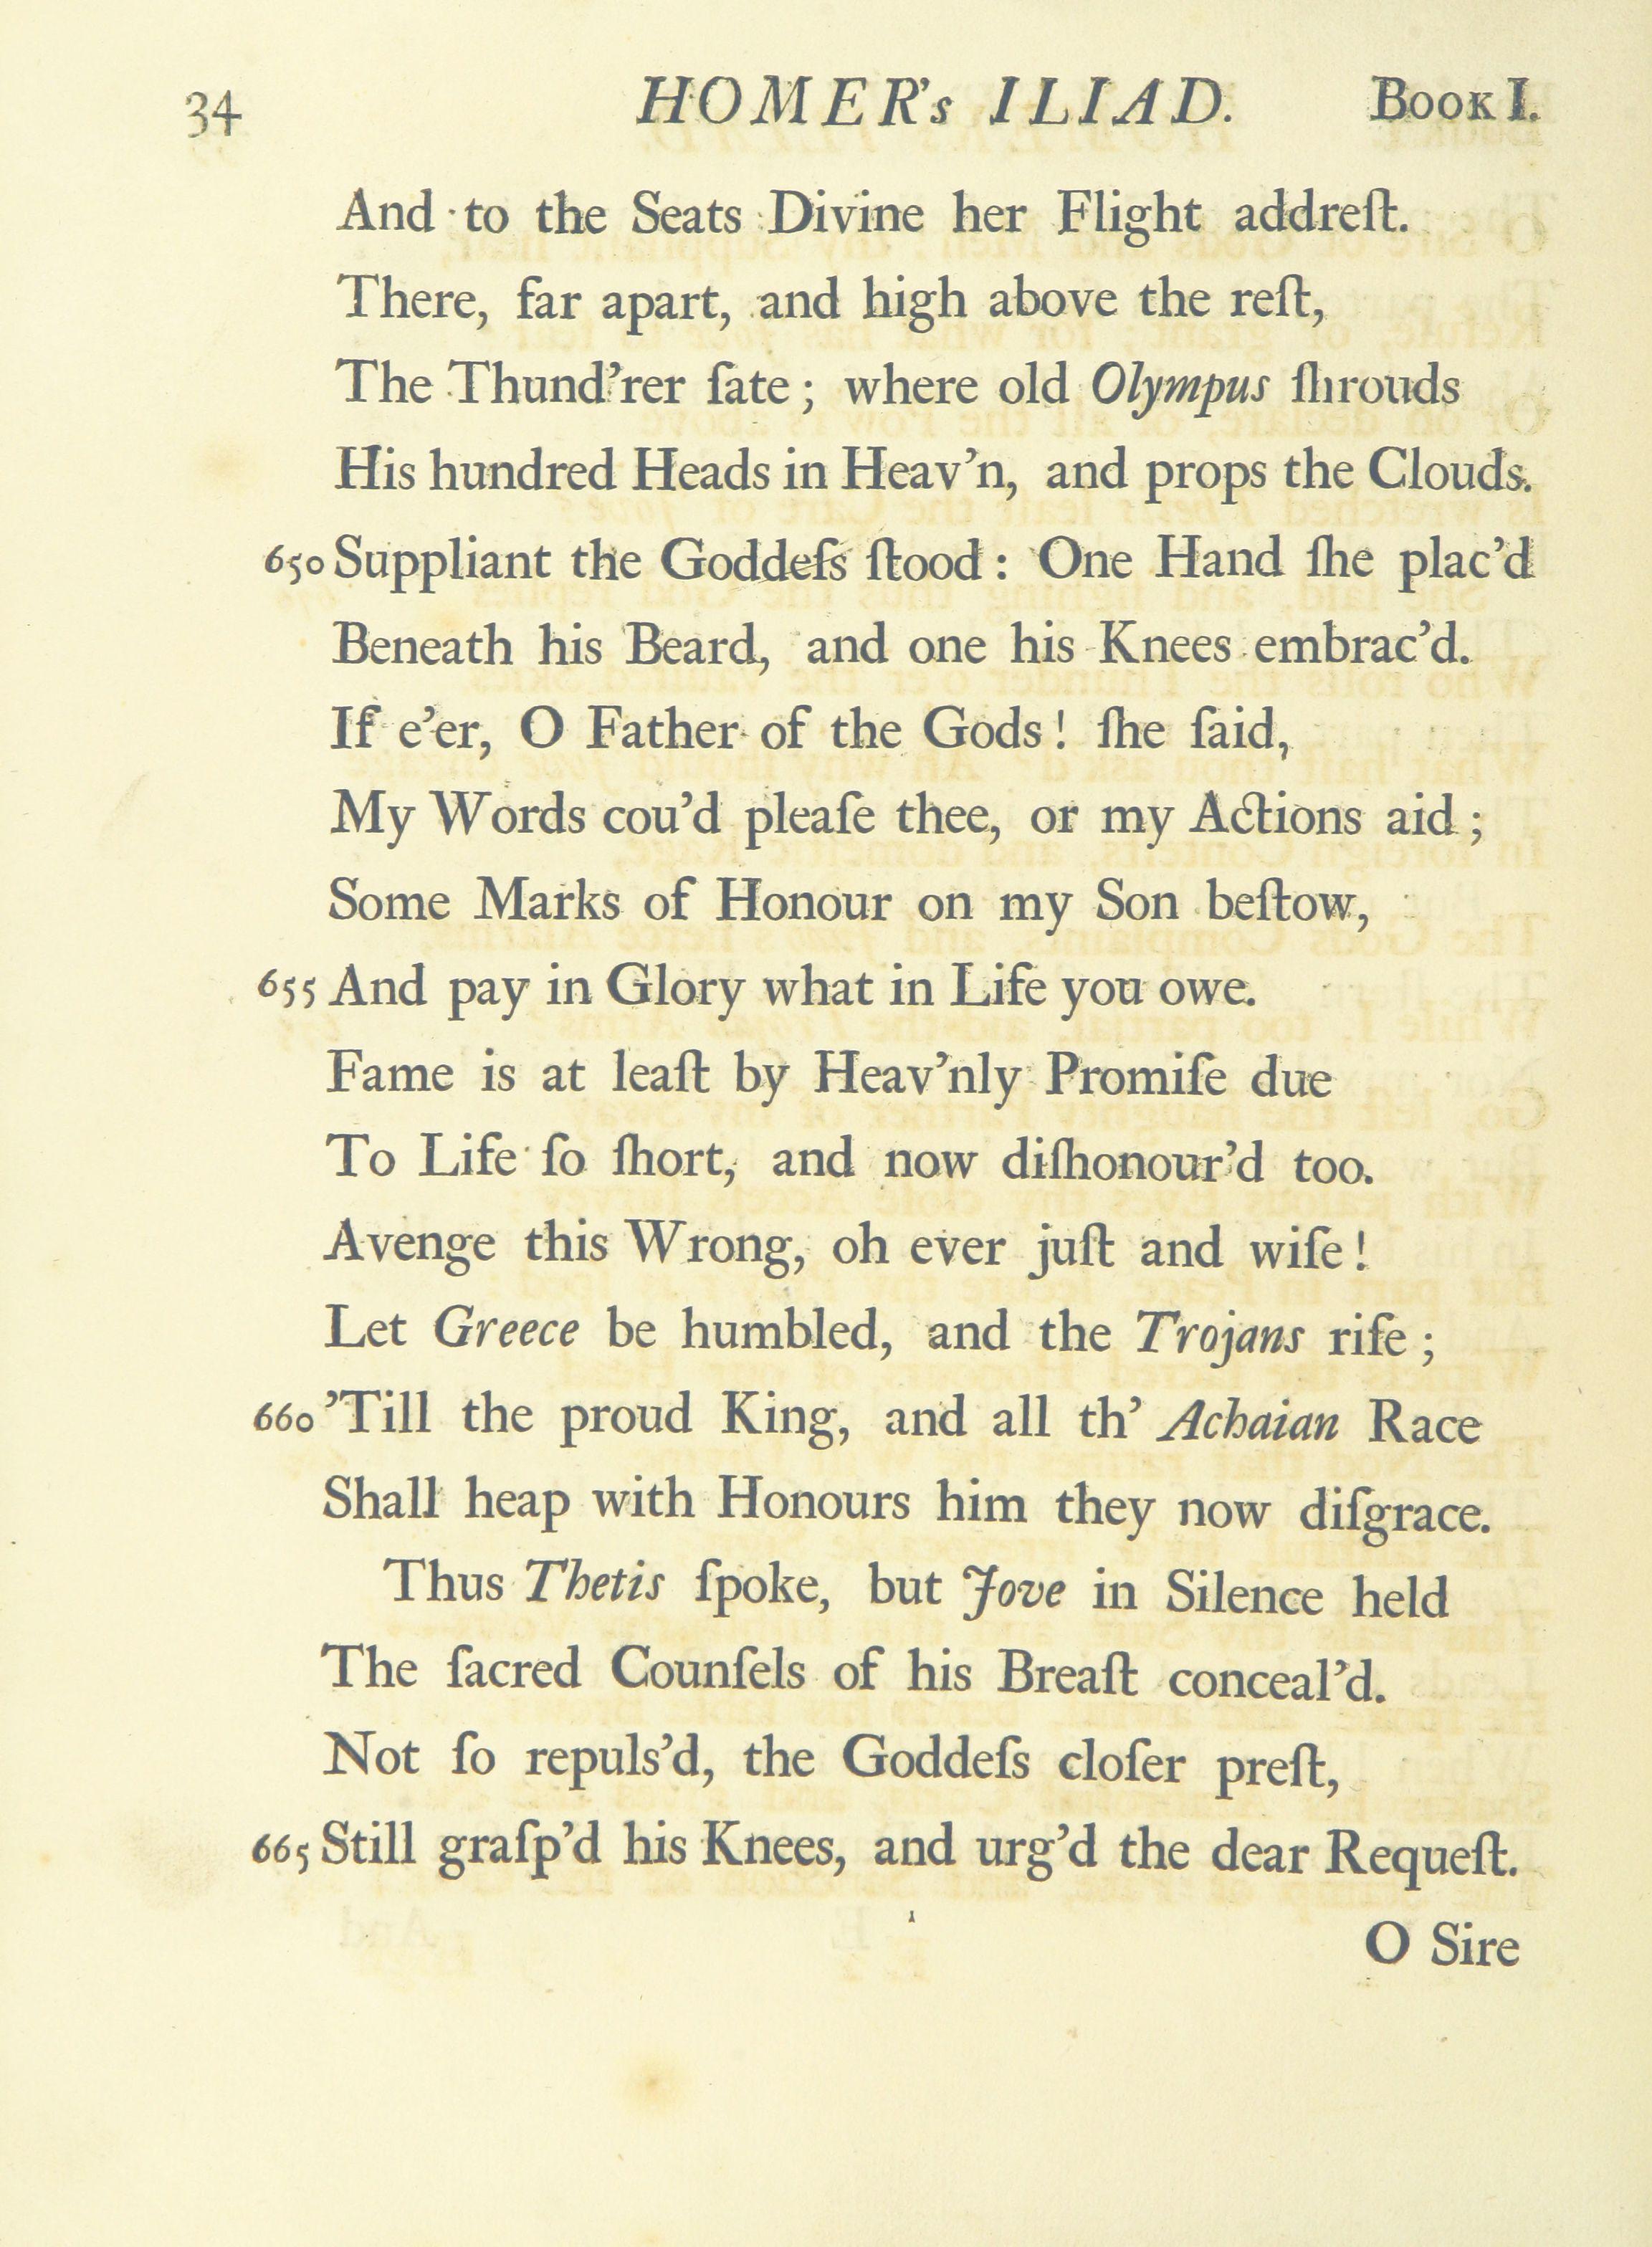 34 HOMER's ILIAD. BOOK I.
And to the Seats Divine her Flight addreſt.
There, far apart, and high above the reſt,
The Thund'rer ſate; where old Olympus ſhrouds
His hundred Heads in Heav'n, and props the Clouds.
650 Suppliant the Goddeſs ſtood: One Hand ſhe plac'd
Beneath his Beard, and one his Knees embrac'd.
If e'er, O Father of the Gods! ſhe ſaid,
My Words cou'd pleaſe thee, or my Actions aid;
Some Marks of Honour on my Son beſtow,
655 And pay in Glory what in Life you owe.
Fame is at leaſt by Heav'nly Promiſe due
To Life ſo ſhort, and now diſhonour'd too.
Avenge this Wrong, oh ever juſt and wiſe!
Let Greece be humbled, and the Trojans riſe;
660 'Till the proud King, and all th' Achaian Race
Shall heap with Honours him they now diſgrace.
Thus Thetis ſpoke, but Jove in Silence held
The ſacred Counſels of his Breaſt conceal'd.
Not ſo repuls'd, the Goddeſs cloſer preſt,
665 Still graſp'd his Knees, and urg'd the dear Requeſt.
O Sire